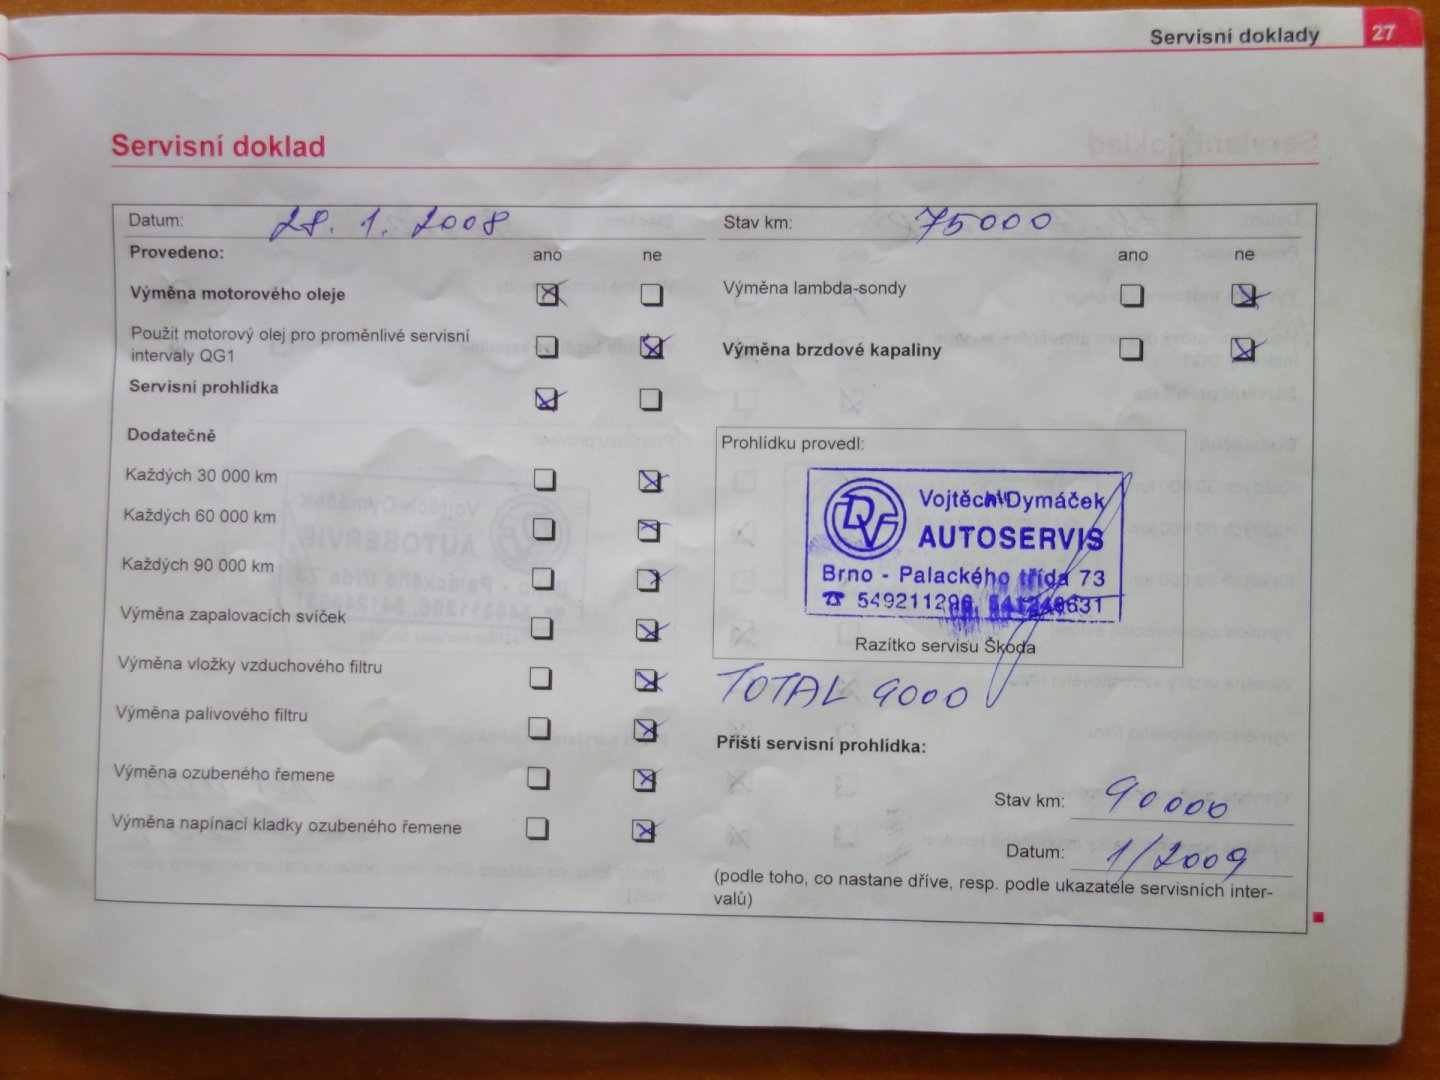 Servisní doklady 27
Servisní doklad
Datum: 28. 1. 2008
Provedeno: ano ne
Výměna motorového oleje
Použit motorový olej pro proměnlivé servisní
intervaly QG1
Servisní prohlídka
Dodatečně
Každých 30 000 km
Každých 60 000 km
Každých 90 000 km
Výměna zapalovacích svíček
Výměna vložky vzduchového filtru
Výměna palivového filtru
Výměna ozubeného řemene
Výměna napínací kladky ozubeného řemene
Stav km: 75000
ano ne
Výměna lambda-sondy
Výměna brzdové kapaliny
Prohlídku provedl:
Vojtěch Dymáček
AUTOSERVIS
Brno - Palackého třída 73
☎ 549211296 541240631
Razítko servisu Škoda
TOTAL 9000
Příští servisní prohlídka:
Stav km: 90000
Datum: 1/2009
(podle toho, co nastane dříve, resp. podle ukazatele servisních inter-
valů)